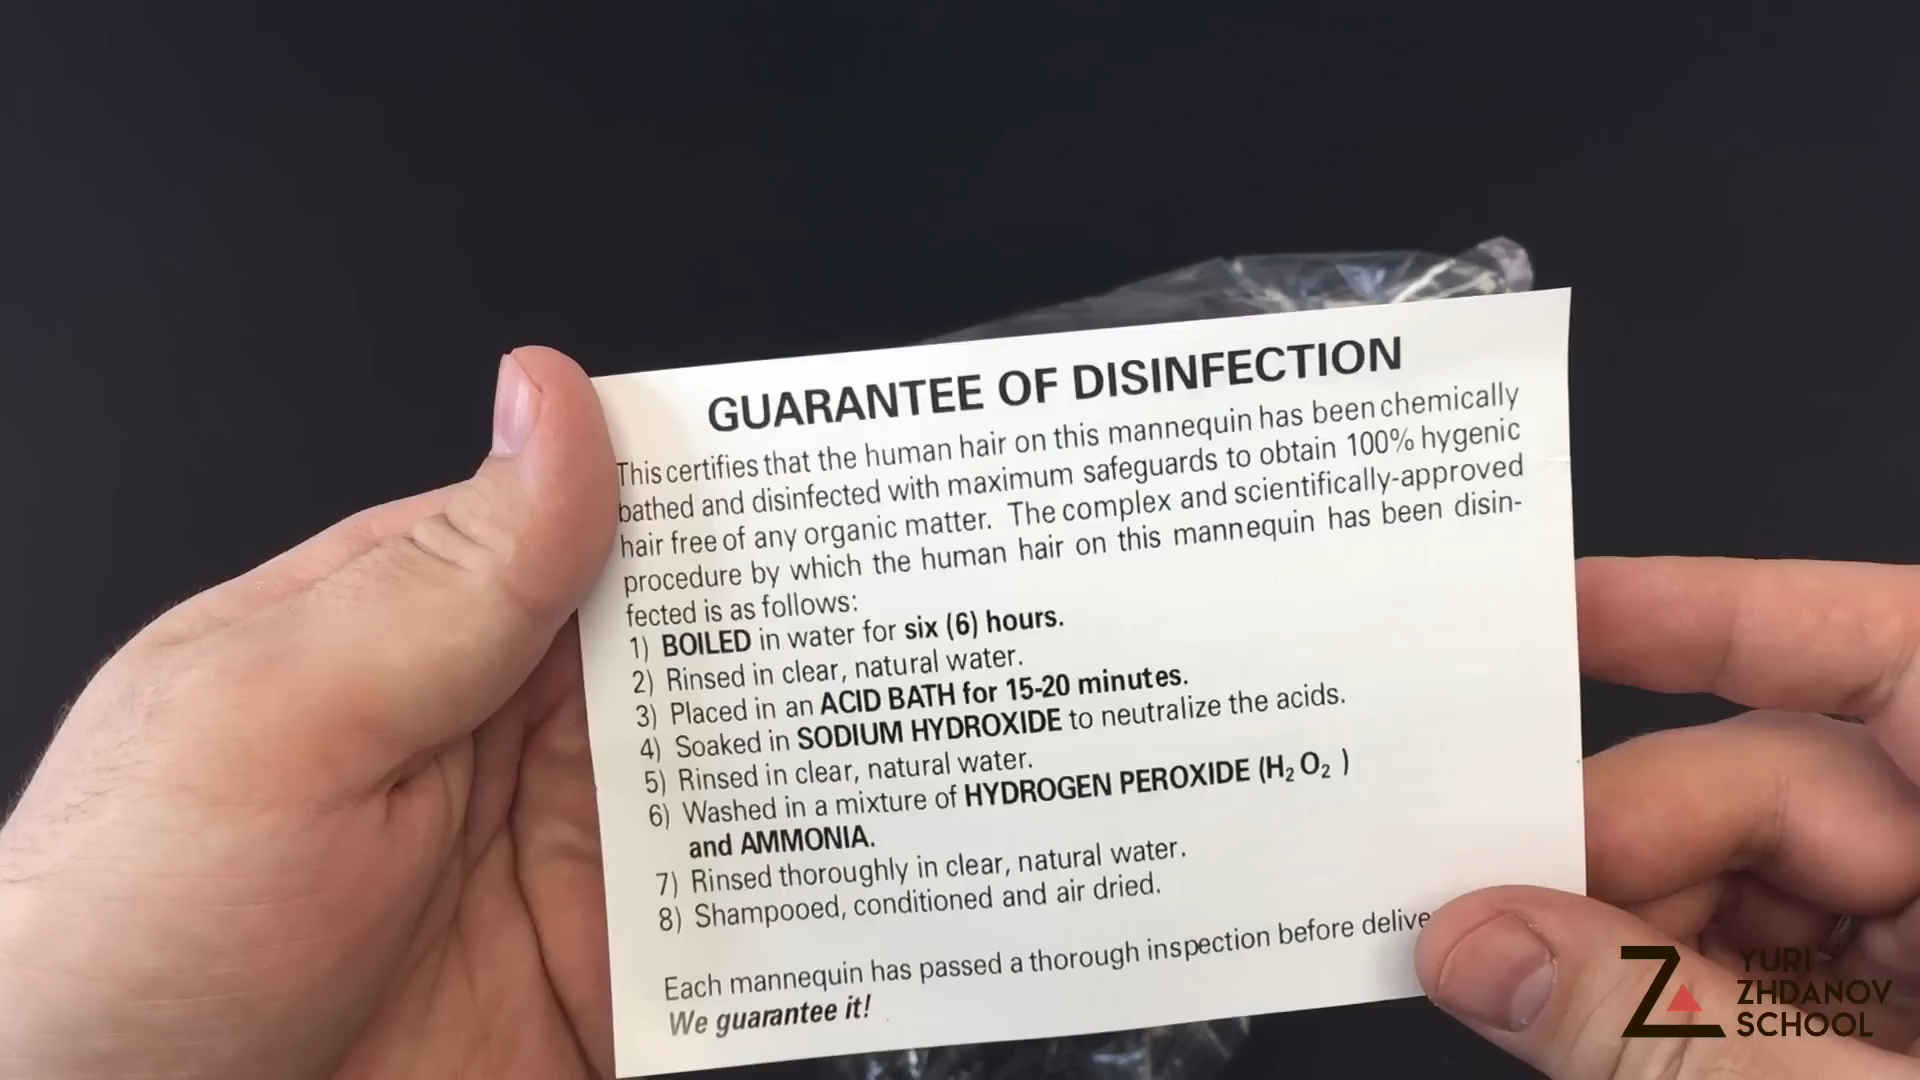 GUARANTEE OF DISINFECTION
This certifies that the human hair on this mannequin has been chemically
bathed and disinfected with maximum safeguards to obtain 100% hygenic
hair free of any organic matter. The complex and scientifically-approved
procedure by which the human hair on this mannequin has been disin-
fected is as follows:
1) BOILED in water for six (6) hours.
2) Rinsed in clear, natural water.
3) Placed in an ACID BATH for 15-20 minutes.
4) Soaked in SODIUM HYDROXIDE to neutralize the acids.
5) Rinsed in clear, natural water.
6) Washed in a mixture of HYDROGEN PEROXIDE (H₂O₂ )
and AMMONIA.
7) Rinsed thoroughly in clear, natural water.
8) Shampooed, conditioned and air dried.
Each mannequin has passed a thorough inspection before
We guarantee it!
YURI
ZHDANOV
SCHOOL